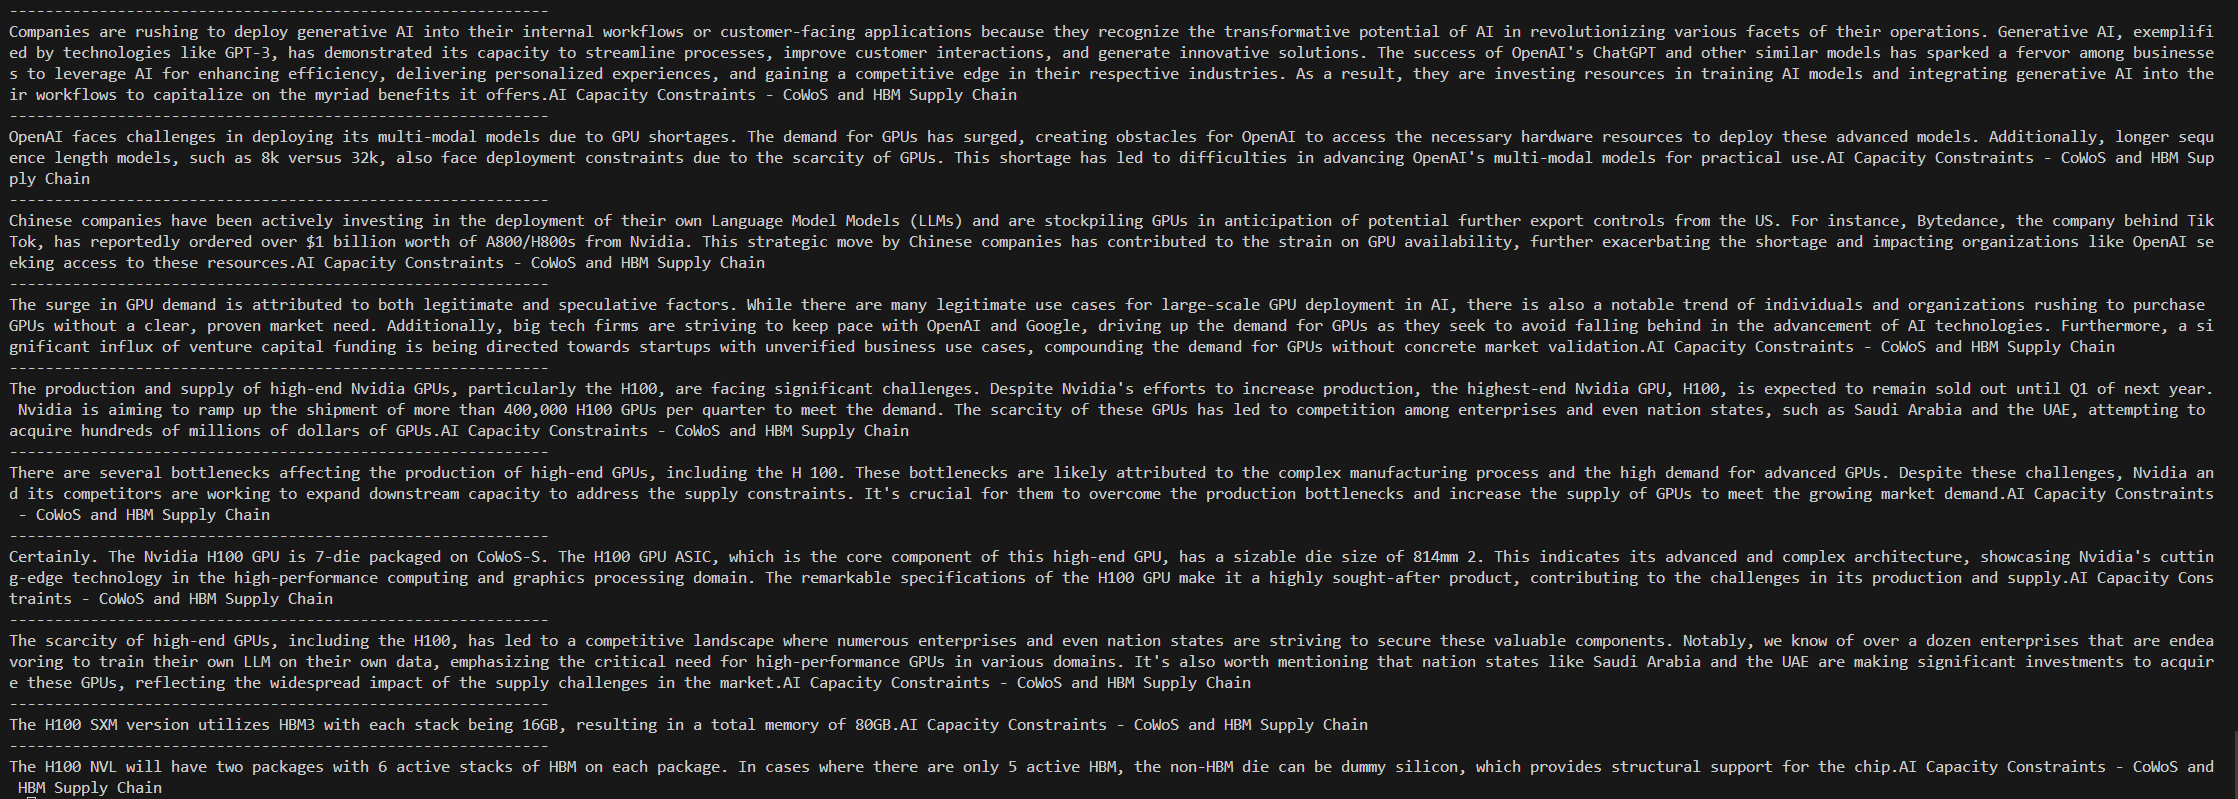 ------------------------------------------------------------
Companies are rushing to deploy generative AI into their internal workflows or customer-facing applications because they recognize the transformative potential of AI in revolutionizing various facets of their operations. Generative AI, exemplifi
ed by technologies like GPT-3, has demonstrated its capacity to streamline processes, improve customer interactions, and generate innovative solutions. The success of OpenAI's ChatGPT and other similar models has sparked a fervor among businesse
s to leverage AI for enhancing efficiency, delivering personalized experiences, and gaining a competitive edge in their respective industries. As a result, they are investing resources in training AI models and integrating generative AI into the
ir workflows to capitalize on the myriad benefits it offers.AI Capacity Constraints - CoWoS and HBM Supply Chain
------------------------------------------------------------
OpenAI faces challenges in deploying its multi-modal models due to GPU shortages. The demand for GPUs has surged, creating obstacles for OpenAI to access the necessary hardware resources to deploy these advanced models. Additionally, longer sequ
ence length models, such as 8k versus 32k, also face deployment constraints due to the scarcity of GPUs. This shortage has led to difficulties in advancing OpenAI's multi-modal models for practical use.AI Capacity Constraints - CoWoS and HBM Sup
ply Chain
------------------------------------------------------------
Chinese companies have been actively investing in the deployment of their own Language Model Models (LLMs) and are stockpiling GPUs in anticipation of potential further export controls from the US. For instance, Bytedance, the company behind Tik
Tok, has reportedly ordered over $1 billion worth of A800/H800s from Nvidia. This strategic move by Chinese companies has contributed to the strain on GPU availability, further exacerbating the shortage and impacting organizations like OpenAI se
eking access to these resources.AI Capacity Constraints - CoWoS and HBM Supply Chain
------------------------------------------------------------
The surge in GPU demand is attributed to both legitimate and speculative factors. While there are many legitimate use cases for large-scale GPU deployment in AI, there is also a notable trend of individuals and organizations rushing to purchase
GPUs without a clear, proven market need. Additionally, big tech firms are striving to keep pace with OpenAI and Google, driving up the demand for GPUs as they seek to avoid falling behind in the advancement of AI technologies. Furthermore, a si
gnificant influx of venture capital funding is being directed towards startups with unverified business use cases, compounding the demand for GPUs without concrete market validation.AI Capacity Constraints - CoWoS and HBM Supply Chain
------------------------------------------------------------
The production and supply of high-end Nvidia GPUs, particularly the H100, are facing significant challenges. Despite Nvidia's efforts to increase production, the highest-end Nvidia GPU, H100, is expected to remain sold out until Q1 of next year.
 Nvidia is aiming to ramp up the shipment of more than 400,000 H100 GPUs per quarter to meet the demand. The scarcity of these GPUs has led to competition among enterprises and even nation states, such as Saudi Arabia and the UAE, attempting to
acquire hundreds of millions of dollars of GPUs.AI Capacity Constraints - CoWoS and HBM Supply Chain
------------------------------------------------------------
There are several bottlenecks affecting the production of high-end GPUs, including the H 100. These bottlenecks are likely attributed to the complex manufacturing process and the high demand for advanced GPUs. Despite these challenges, Nvidia an
d its competitors are working to expand downstream capacity to address the supply constraints. It's crucial for them to overcome the production bottlenecks and increase the supply of GPUs to meet the growing market demand.AI Capacity Constraints
 - CoWoS and HBM Supply Chain
------------------------------------------------------------
Certainly. The Nvidia H100 GPU is 7-die packaged on CoWoS-S. The H100 GPU ASIC, which is the core component of this high-end GPU, has a sizable die size of 814mm 2. This indicates its advanced and complex architecture, showcasing Nvidia's cuttin
g-edge technology in the high-performance computing and graphics processing domain. The remarkable specifications of the H100 GPU make it a highly sought-after product, contributing to the challenges in its production and supply.AI Capacity Cons
traints - CoWoS and HBM Supply Chain
------------------------------------------------------------
The scarcity of high-end GPUs, including the H100, has led to a competitive landscape where numerous enterprises and even nation states are striving to secure these valuable components. Notably, we know of over a dozen enterprises that are endea
voring to train their own LLM on their own data, emphasizing the critical need for high-performance GPUs in various domains. It's also worth mentioning that nation states like Saudi Arabia and the UAE are making significant investments to acquir
e these GPUs, reflecting the widespread impact of the supply challenges in the market.AI Capacity Constraints - CoWoS and HBM Supply Chain
------------------------------------------------------------
The H100 SXM version utilizes HBM3 with each stack being 16GB, resulting in a total memory of 80GB.AI Capacity Constraints - CoWoS and HBM Supply Chain
------------------------------------------------------------
The H100 NVL will have two packages with 6 active stacks of HBM on each package. In cases where there are only 5 active HBM, the non-HBM die can be dummy silicon, which provides structural support for the chip.AI Capacity Constraints - CoWoS and
 HBM Supply Chain